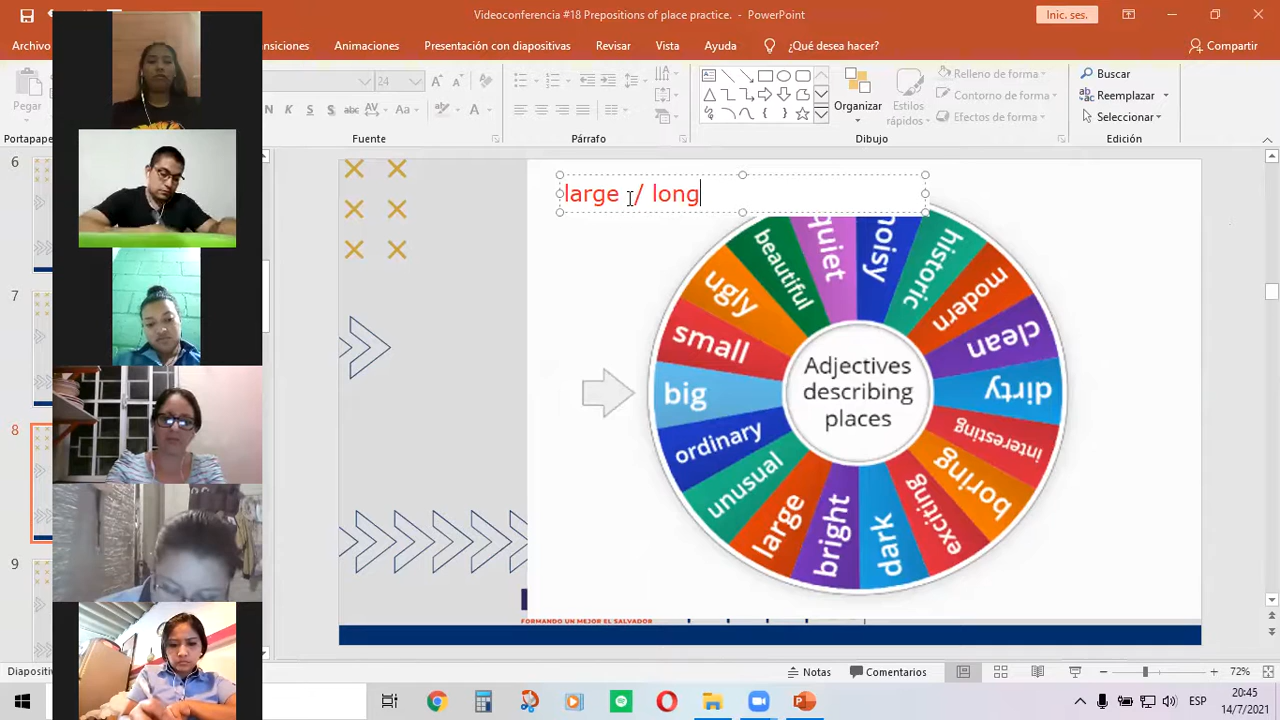 Videoconferencia #18 Prepositions of place practice. - PowerPoint
Inic. ses.
nsiciones
Animaciones
Presentación con diapositivas
Revisar
Vista
Ayuda
¿Qué desea hacer?
Compartir
Pegar
24
N K S abc AV Aa A
Organizar
Estilos
rápidos
Relleno de forma
Contorno de forma
Efectos de forma
Buscar
Reemplazar
Seleccionar
Portapape
Fuente
Párrafo
Dibujo
Edición
6
7
8
9
large / long
quiet
noisy
historic
modern
clean
dirty
interesting
boring
exciting
dark
bright
large
unusual
ordinary
big
small
ugly
beautiful
Adjectives
describing
places
FORMANDO UN MEJOR EL SALVADOR
Diapositiv
Notas
Comentarios
72%
ESP
20:45
14/7/2021